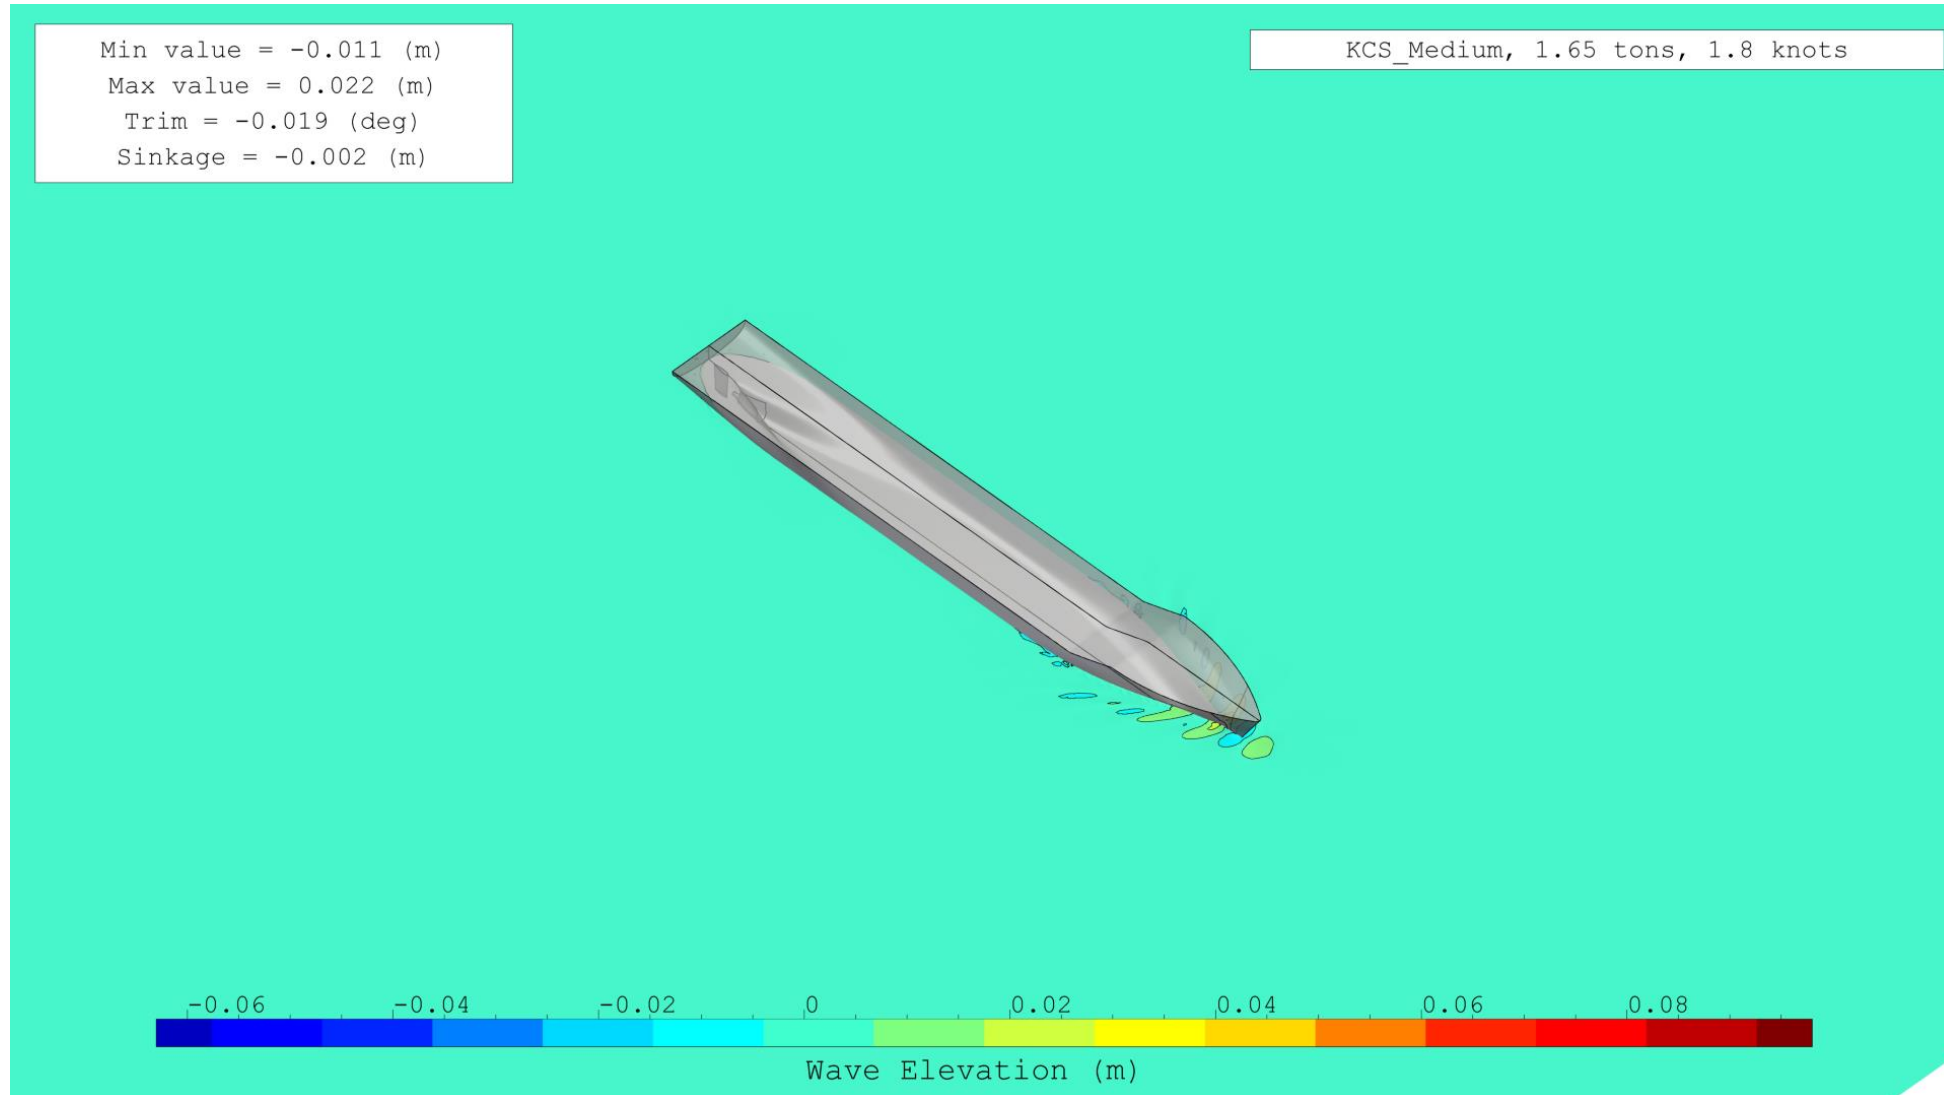 Min value = -0.011 (m)
Max value = 0.022 (m)
Trim = -0.019 (deg)
Sinkage = -0.002 (m)
KCS_Medium, 1.65 tons, 1.8 knots
-0.06 -0.04 -0.02 0 0.02 0.04 0.06 0.08
Wave Elevation (m)